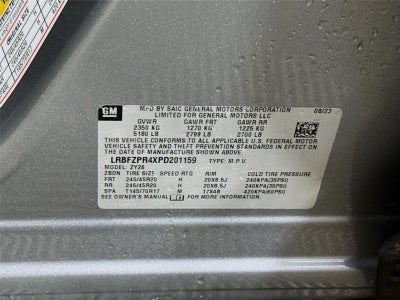 GM
MFD BY SAIC GENERAL MOTORS CORPORATION 08/23
LIMITED FOR GENERAL MOTORS LLC
GVWR GAWR FRT GAWR RR
2350 KG 1270 KG 1225 KG
5180 LB 2799 LB 2700 LB
THIS VEHICLE CONFORMS TO ALL APPLICABLE U.S. FEDERAL MOTOR
VEHICLE SAFETY AND THEFT PREVENTION STANDARDS IN EFFECT
ON THE DATE OF MANUFACTURE SHOWN ABOVE.
LRBFZPR4XPD201159 TYPE: M.P.V.
MODEL: ZY26
ZBDN TIRE SIZE SPEED RTG RIM COLD TIRE PRESSURE
FRT 245/45R20 H 20X8.5J 240KPA(35PSI)
RR 245/45R20 H 20X8.5J 240KPA(35PSI)
SPA T145/70R17 M 17X4B 420KPA(60PSI)
SEE OWNER'S MANUAL FOR MORE INFORMATION